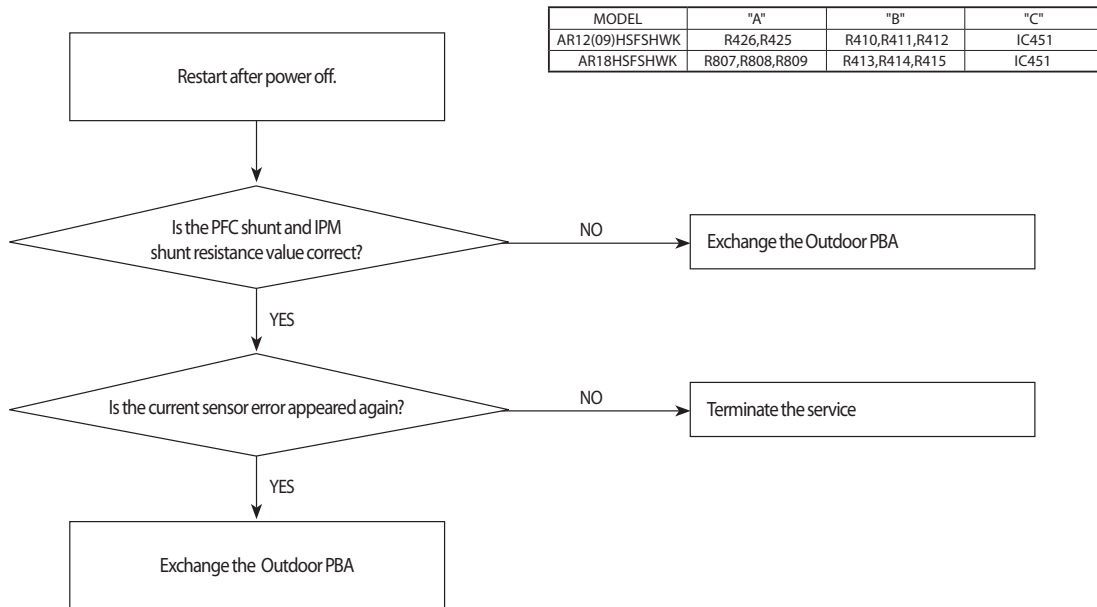 MODEL "A" "B" "C"
AR12(09)HSFSHWK R426,R425 R410,R411,R412 IC451
AR18HSFSHWK R807,R808,R809 R413,R414,R415 IC451
Restart after power off.
Is the PFC shunt and IPM
shunt resistance value correct?
NO
Exchange the Outdoor PBA
YES
Is the current sensor error appeared again?
NO
Terminate the service
YES
Exchange the Outdoor PBA